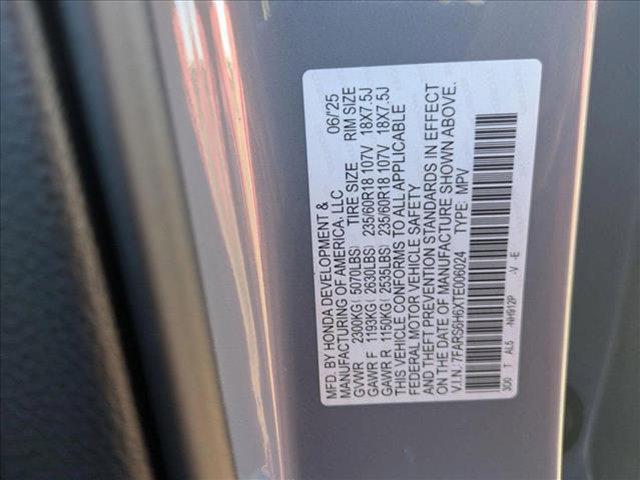 MFD. BY HONDA DEVELOPMENT &
MANUFACTURING OF AMERICA, LLC 06/'25
GVWR 2300KG ( 5070LBS) TIRE SIZE RIM SIZE
GAWR F 1193KG ( 2630LBS) 235/60R18 107V 18X7.5J
GAWR R 1150KG ( 2535LBS) 235/60R18 107V 18X7.5J
THIS VEHICLE CONFORMS TO ALL APPLICABLE
FEDERAL MOTOR VEHICLE SAFETY
AND THEFT PREVENTION STANDARDS IN EFFECT
ON THE DATE OF MANUFACTURE SHOWN ABOVE.
V.I.N.: 7FARS6H6XTE006024 TYPE: MPV
3D0 T AL5 -NH912P -V -E